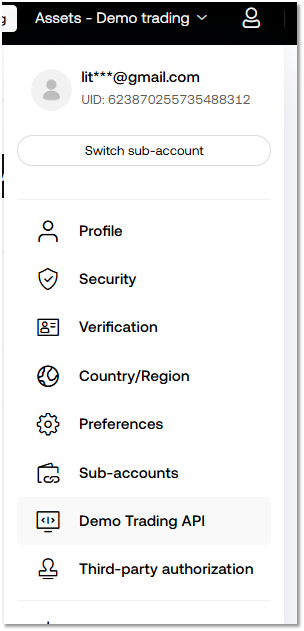 Assets - Demo trading
lit***@gmail.com
UID: 623870255735488312
Switch sub-account
Profile
Security
Verification
Country/Region
Preferences
Sub-accounts
Demo Trading API
Third-party authorization